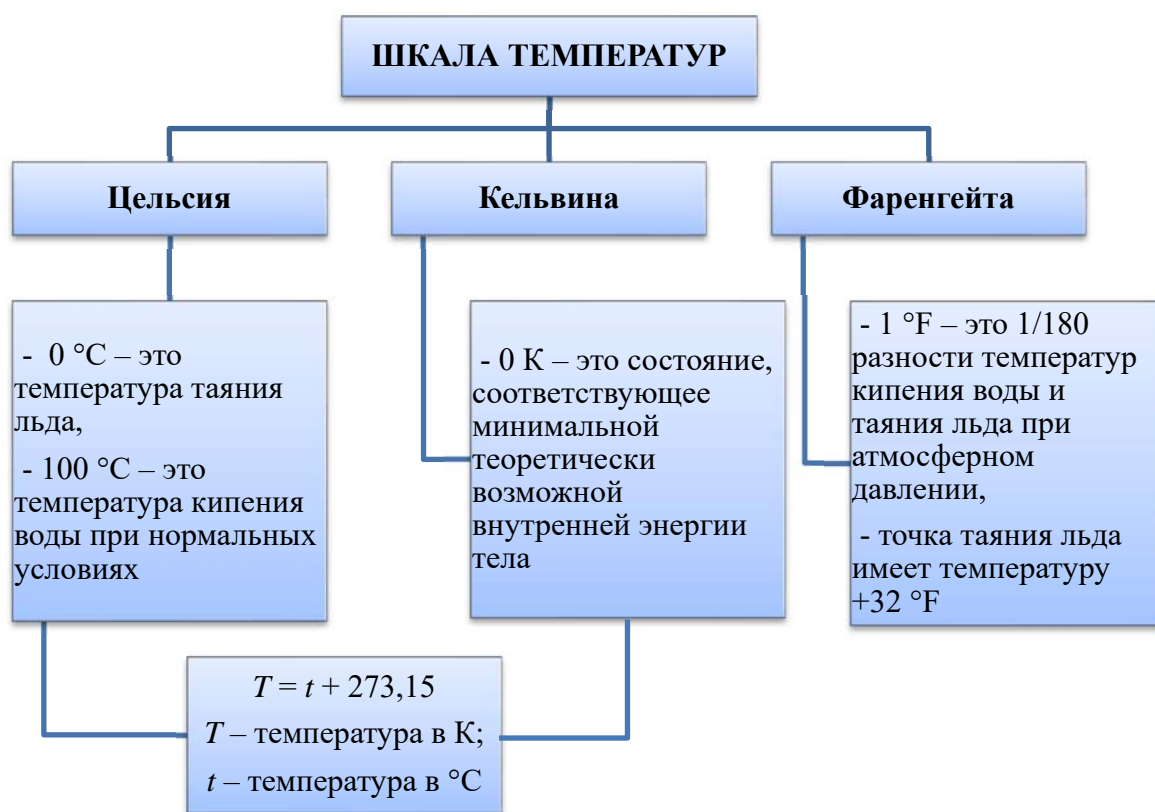 ШКАЛА ТЕМПЕРАТУР
Цельсия
Кельвина
Фаренгейта
- 0 °C – это
температура таяния
льда,
- 100 °C – это
температура кипения
воды при нормальных
условиях
- 0 К – это состояние,
соответствующее
минимальной
теоретически
возможной
внутренней энергии
тела
- 1 °F – это 1/180
разности температур
кипения воды и
таяния льда при
атмосферном
давлении,
- точка таяния льда
имеет температуру
+32 °F
T = t + 273,15
T – температура в К;
t – температура в °C